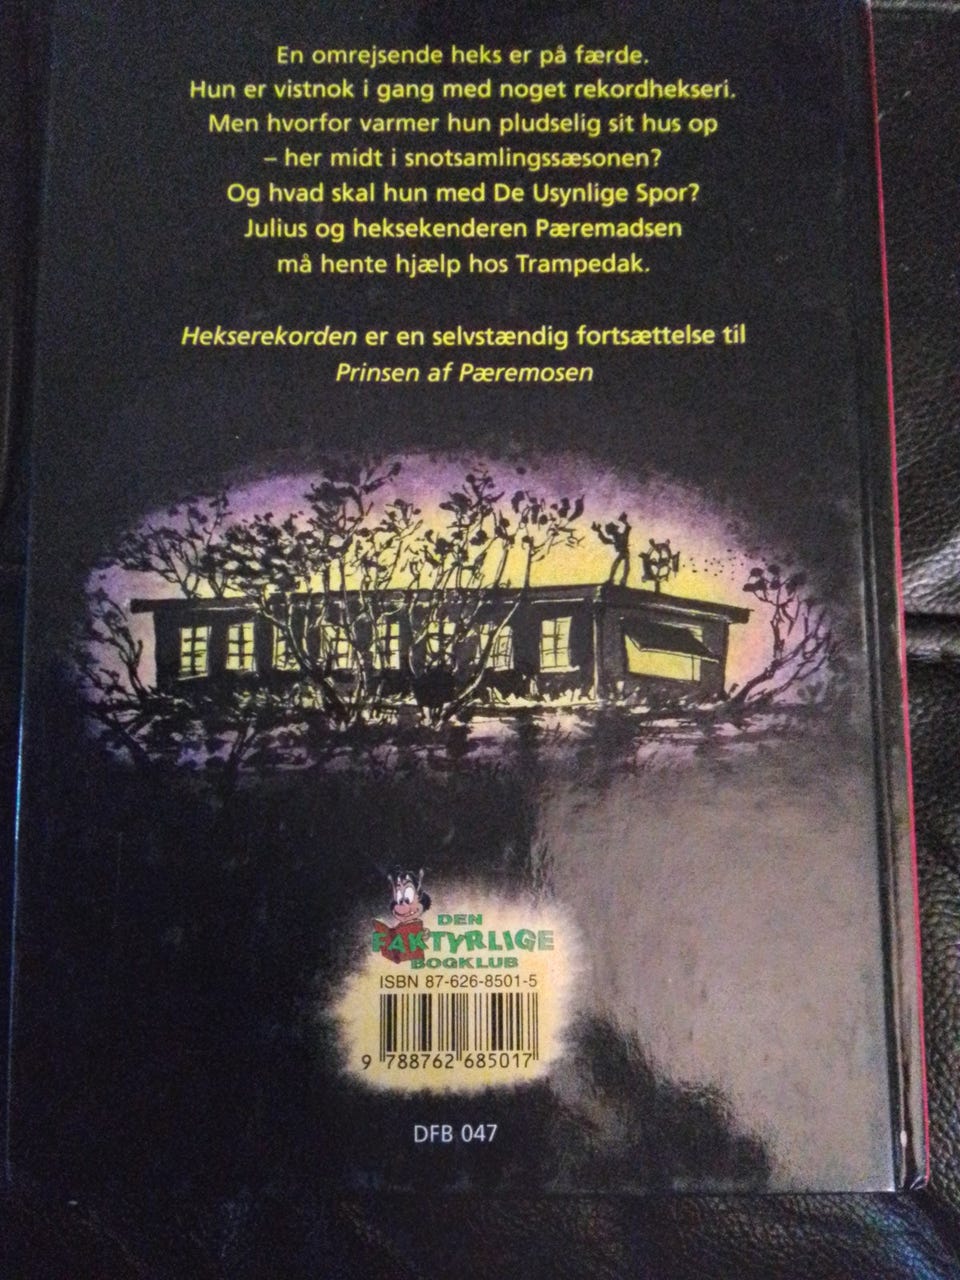 En omrejsende heks er på færde.
Hun er vistnok i gang med noget rekordhekseri.
Men hvorfor varmer hun pludselig sit hus op
– her midt i snotsamlingssæsonen?
Og hvad skal hun med De Usynlige Spor?
Julius og heksekenderen Pæremadsen
må hente hjælp hos Trampedak.
Hekserekorden er en selvstændig fortsættelse til
Prinsen af Pæremosen
DEN
FAKTYRLIGE
BOGKLUB
ISBN 87-626-8501-5
9 788762 685017
DFB 047